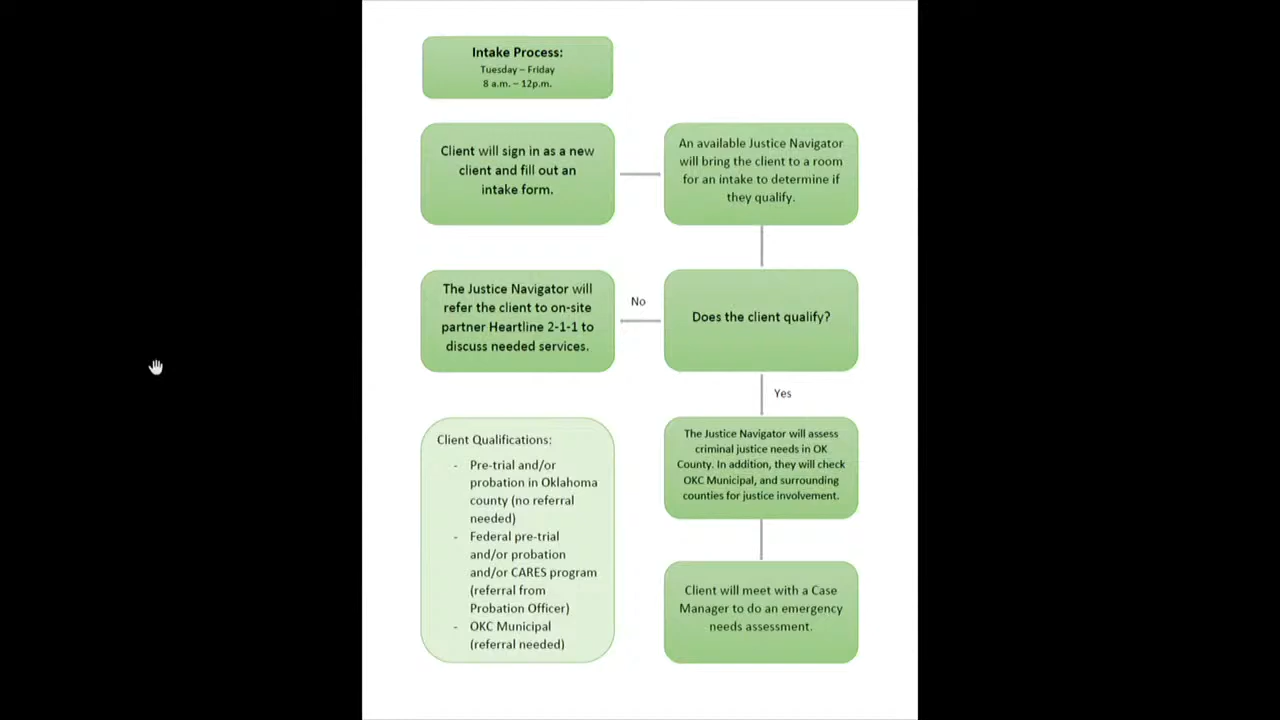 Intake Process:
Tuesday – Friday
8 a.m. – 12p.m.
Client will sign in as a new
client and fill out an
intake form.
An available Justice Navigator
will bring the client to a room
for an intake to determine if
they qualify.
The Justice Navigator will
refer the client to on-site
partner Heartline 2-1-1 to
discuss needed services.
No
Does the client qualify?
Yes
The Justice Navigator will assess
criminal justice needs in OK
County. In addition, they will check
OKC Municipal, and surrounding
counties for justice involvement.
Client Qualifications:
- Pre-trial and/or
probation in Oklahoma
county (no referral
needed)
- Federal pre-trial
and/or probation
and/or CARES program
(referral from
Probation Officer)
- OKC Municipal
(referral needed)
Client will meet with a Case
Manager to do an emergency
needs assessment.